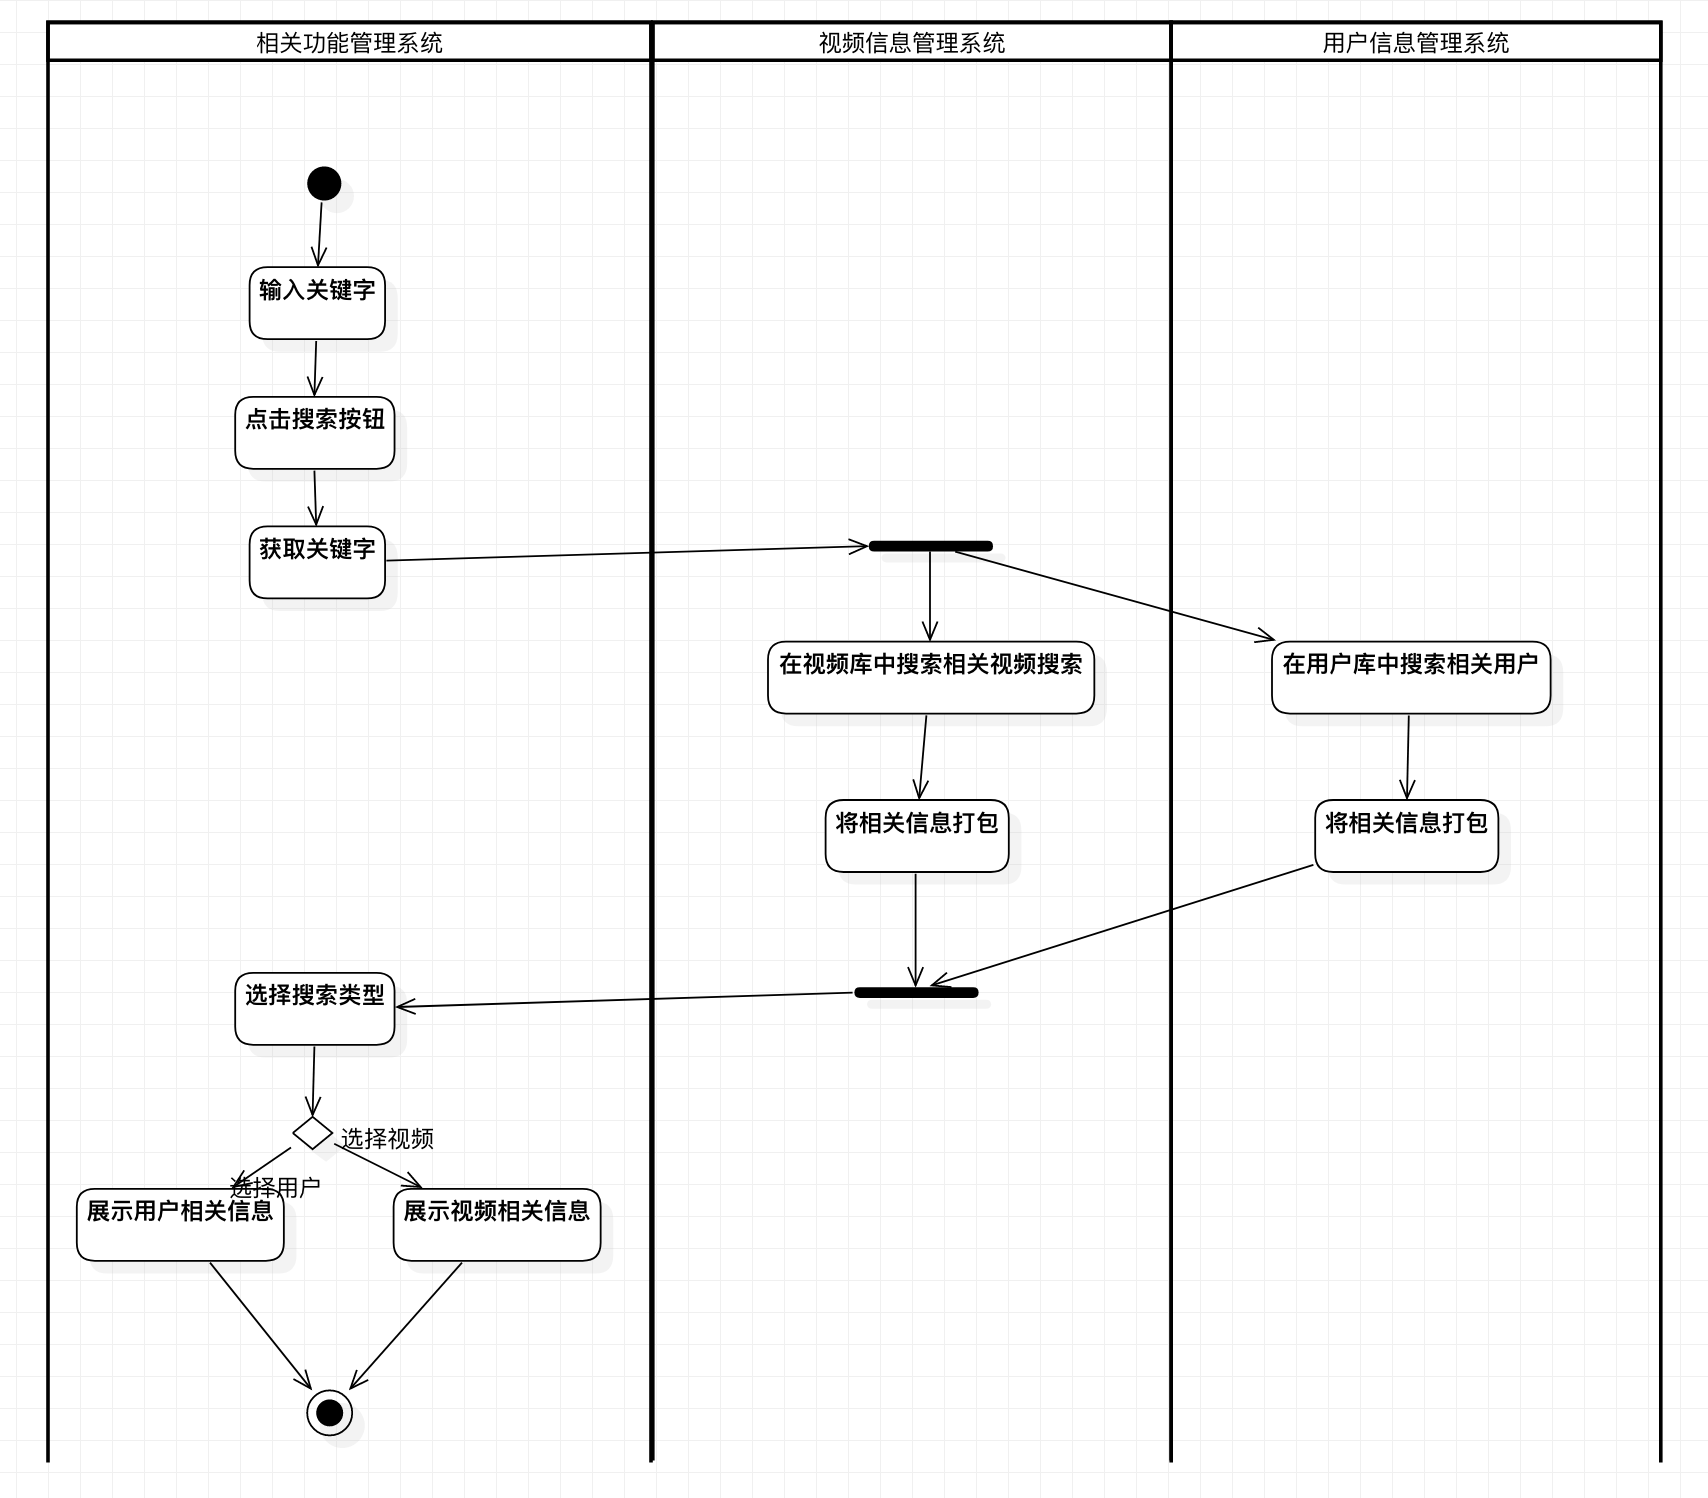 相关功能管理系统
视频信息管理系统
用户信息管理系统
输入关键字
点击搜索按钮
获取关键字
在视频库中搜索相关视频搜索
在用户库中搜索相关用户
将相关信息打包
将相关信息打包
选择搜索类型
选择视频
选择用户
展示用户相关信息
展示视频相关信息